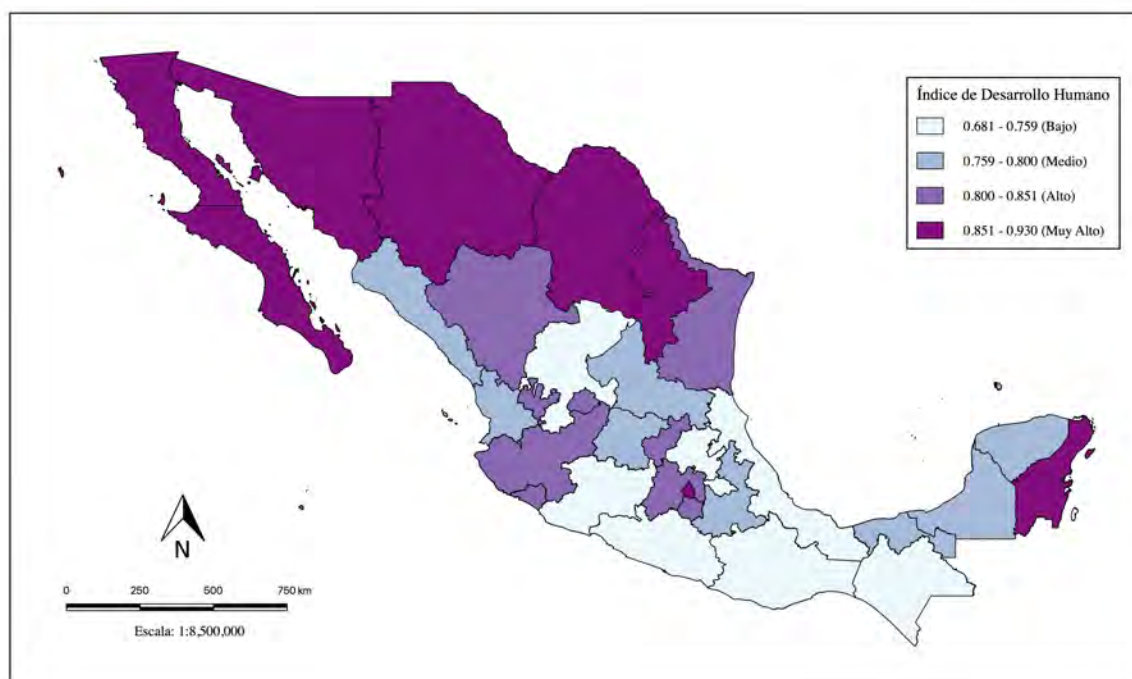 Índice de Desarrollo Humano
0.681 - 0.759 (Bajo)
0.759 - 0.800 (Medio)
0.800 - 0.851 (Alto)
0.851 - 0.930 (Muy Alto)
N
0 250 500 750 km
Escala: 1:8,500,000